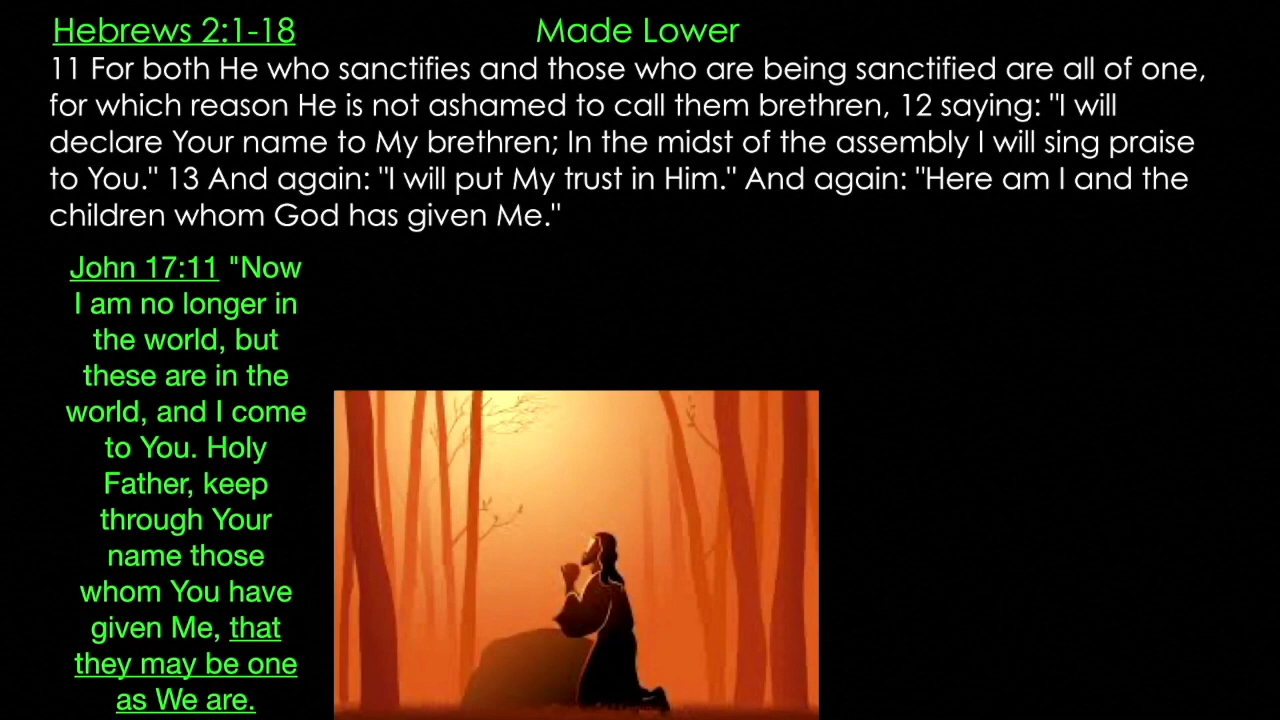 Hebrews 2:1-18 Made Lower
11 For both He who sanctifies and those who are being sanctified are all of one,
for which reason He is not ashamed to call them brethren, 12 saying: "I will
declare Your name to My brethren; In the midst of the assembly I will sing praise
to You." 13 And again: "I will put My trust in Him." And again: "Here am I and the
children whom God has given Me."
John 17:11 "Now
I am no longer in
the world, but
these are in the
world, and I come
to You. Holy
Father, keep
through Your
name those
whom You have
given Me, that
they may be one
as We are.